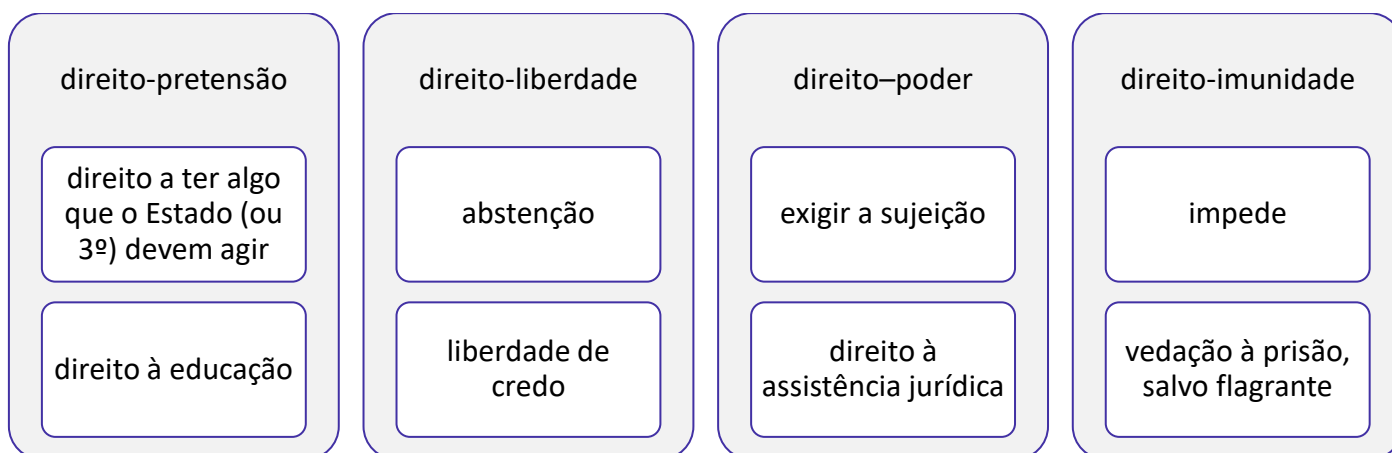 direito-pretensão
direito a ter algo
que o Estado (ou
3º) devem agir
direito à educação
direito-liberdade
abstenção
liberdade de
credo
direito–poder
exigir a sujeição
direito à
assistência jurídica
direito-imunidade
impede
vedação à prisão,
salvo flagrante